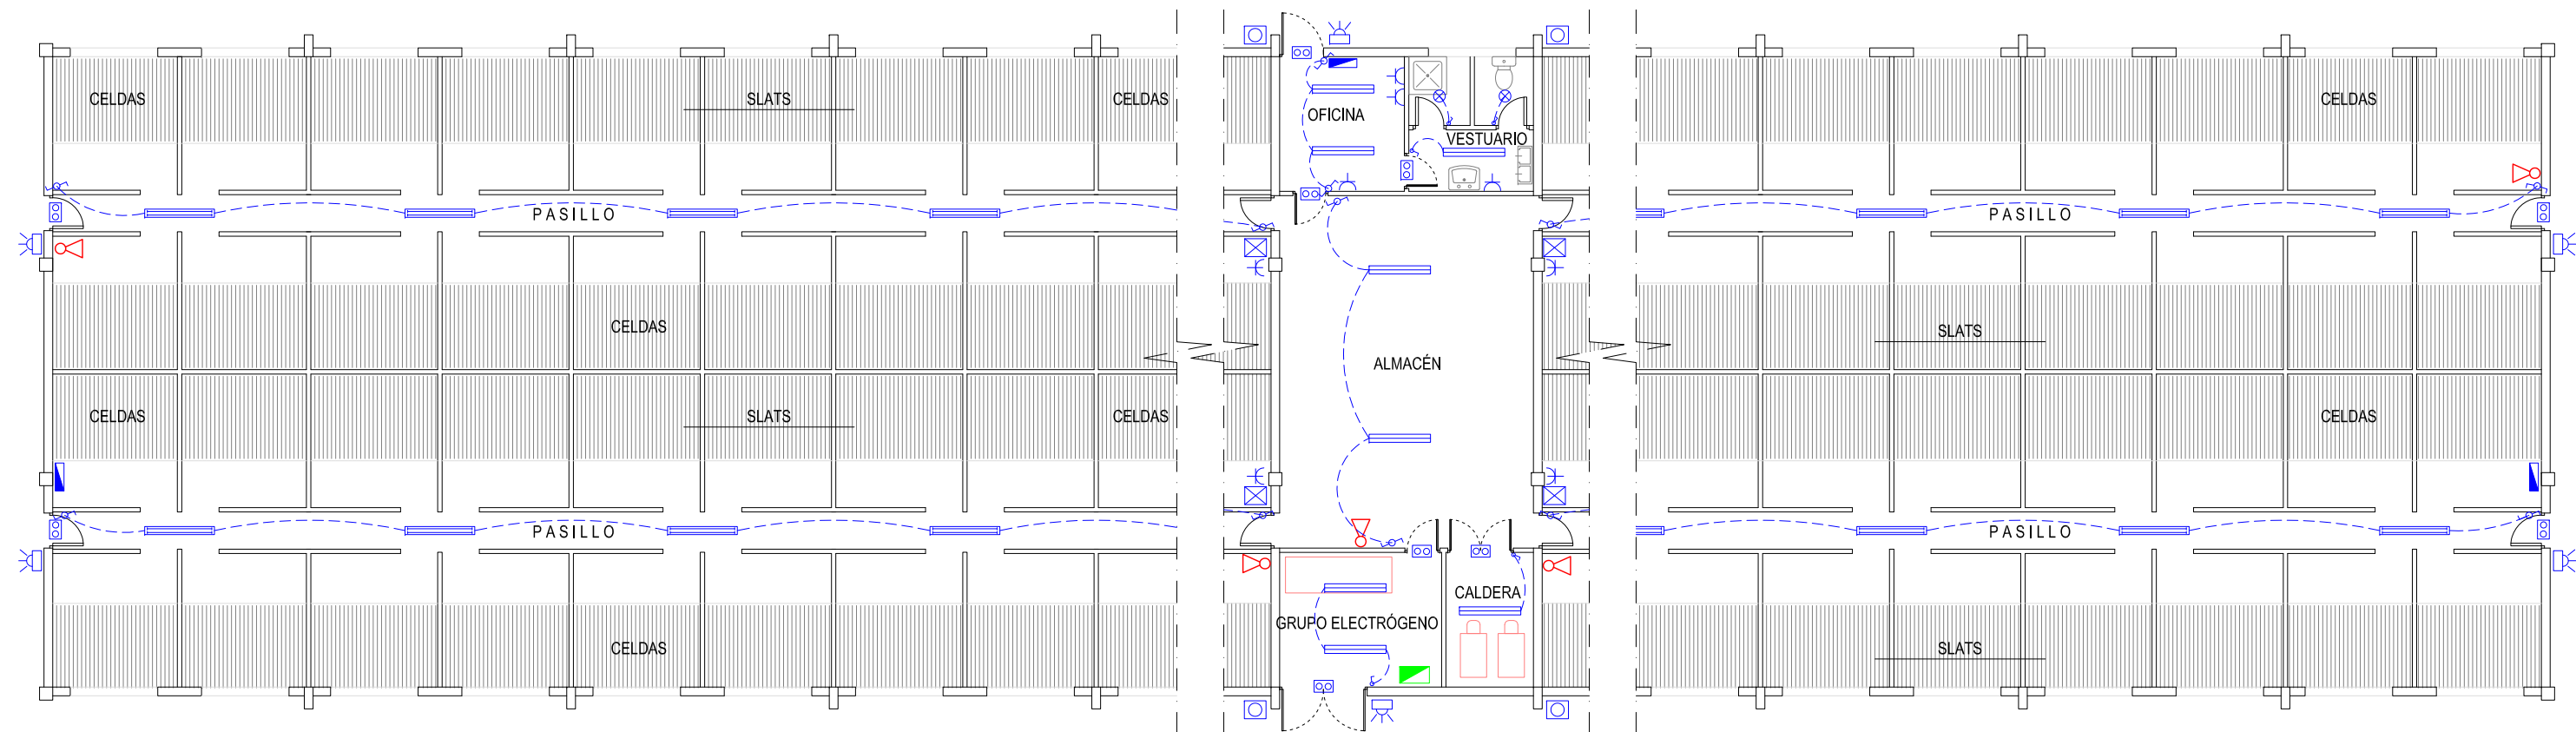 CELDAS
SLATS
CELDAS
OFICINA
VESTUARIO
CELDAS
PASILLO
PASILLO
CELDAS
SLATS
ALMACÉN
CELDAS
SLATS
CELDAS
CELDAS
PASILLO
PASILLO
CALDERA
GRUPO ELECTRÓGENO
CELDAS
SLATS